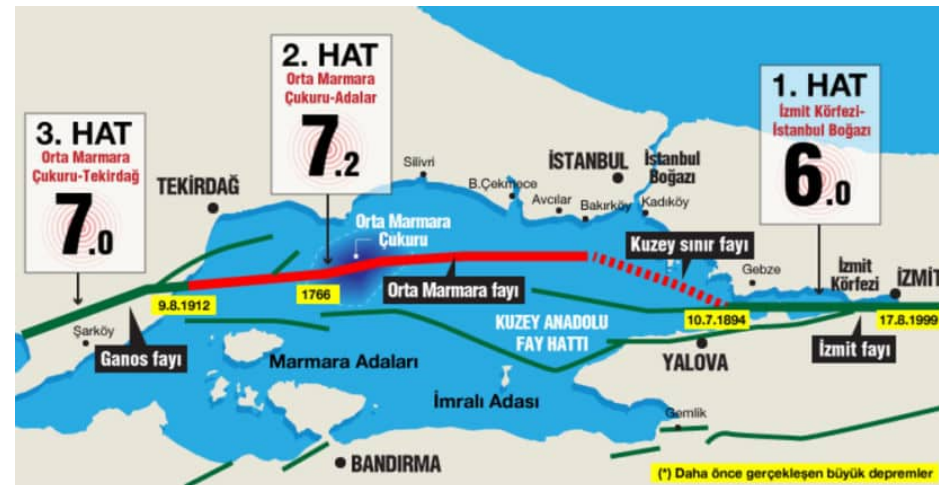 3. HAT
Orta Marmara
Çukuru-Tekirdağ
7.0
2. HAT
Orta Marmara
Çukuru-Adalar
7.2
1. HAT
İzmit Körfezi-
İstanbul Boğazı
6.0
TEKİRDAĞ
Silivri
B.Çekmece
Avcılar
Bakırköy
İSTANBUL
İstanbul
Boğazı
Kadıköy
Orta Marmara
Çukuru
Kuzey sınır fayı
Gebze
İzmit
Körfezi
İZMİT
Orta Marmara fayı
9.8.1912
1766
10.7.1894
17.8.1999
Şarköy
Ganos fayı
KUZEY ANADOLU
FAY HATTI
YALOVA
İzmit fayı
Marmara Adaları
İmralı Adası
Gemlik
BANDIRMA
(*) Daha önce gerçekleşen büyük depremler